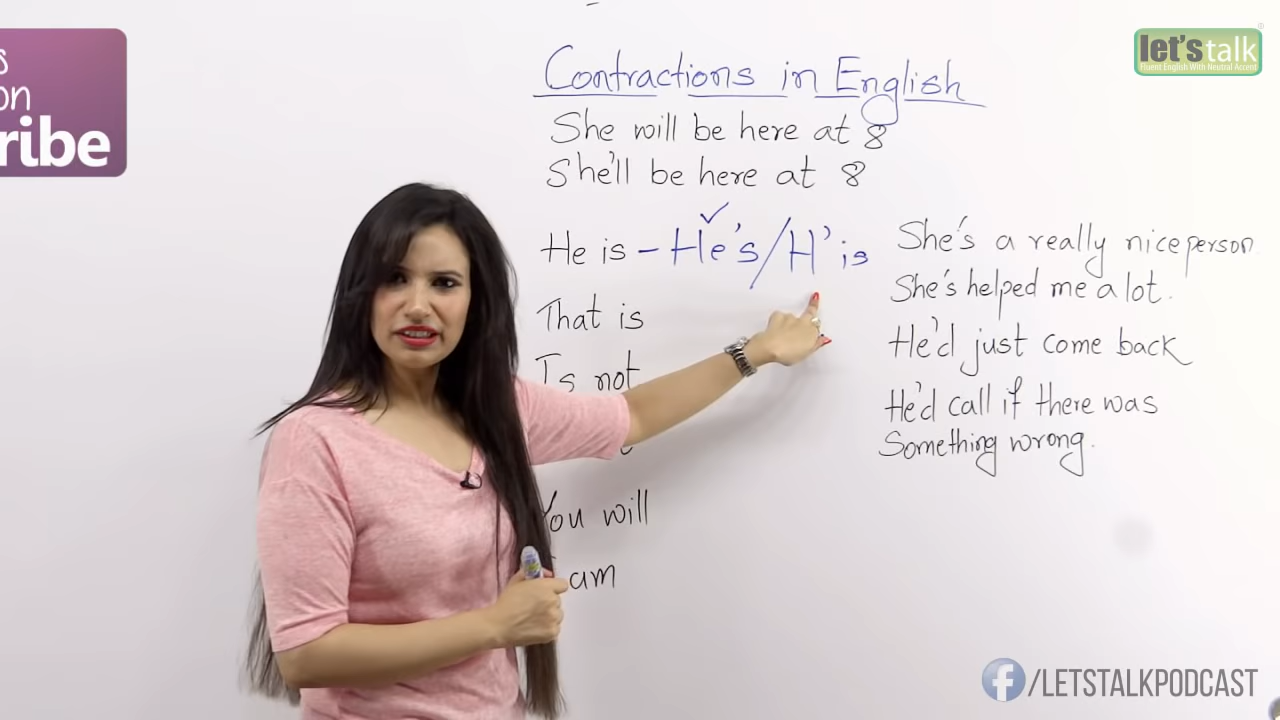 s
on
ribe
let's talk
Fluent English With Neutral Accent
Contractions in English
She will be here at 8
She'll be here at 8
He is - He's / H'is
That is
Is not
You will
I am
She's a really nice person
She's helped me a lot.
He'd just come back
He'd call if there was
Something wrong.
f /LETSTALKPODCAST